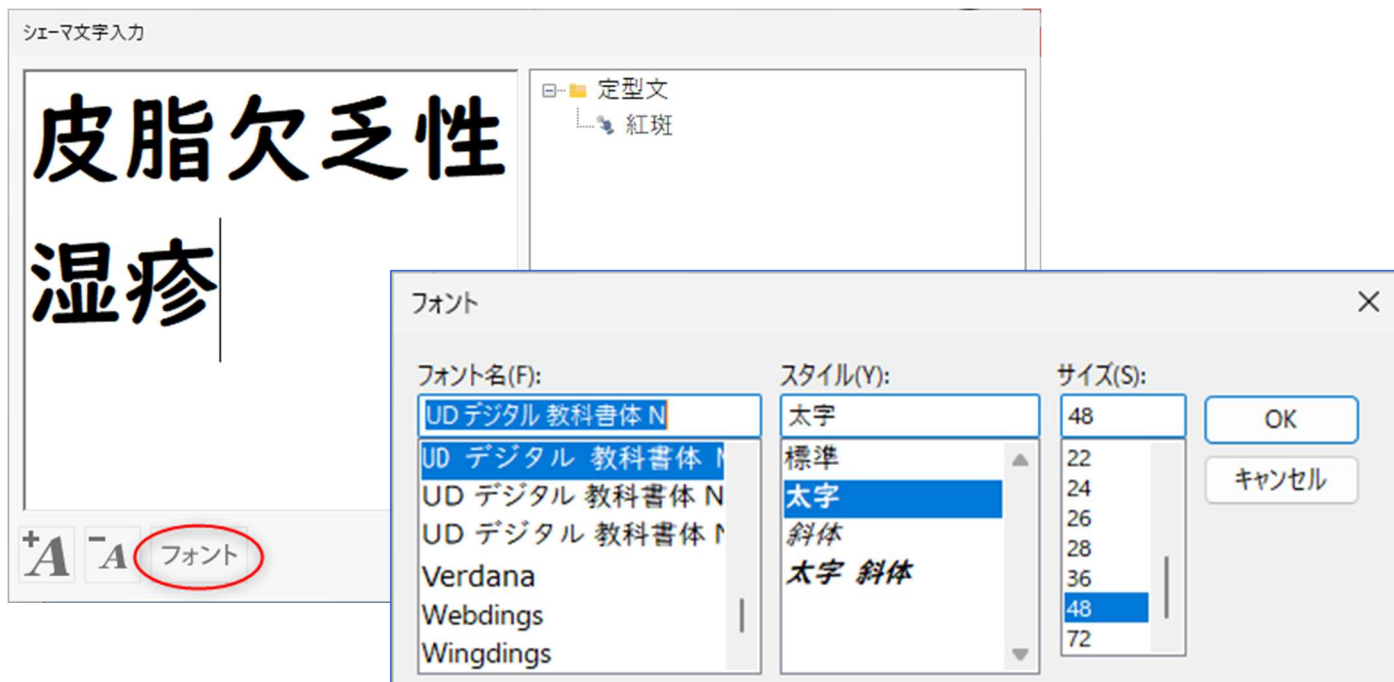 シェーマ文字入力
皮脂欠乏性
湿疹
定型文
紅斑
+A -A フォント
フォント
フォント名(F):
UD デジタル 教科書体 N
UD デジタル 教科書体 N
UD デジタル 教科書体 N
UD デジタル 教科書体 N
Verdana
Webdings
Wingdings
スタイル(Y):
太字
標準
太字
斜体
太字 斜体
サイズ(S):
48
22
24
26
28
36
48
72
OK
キャンセル